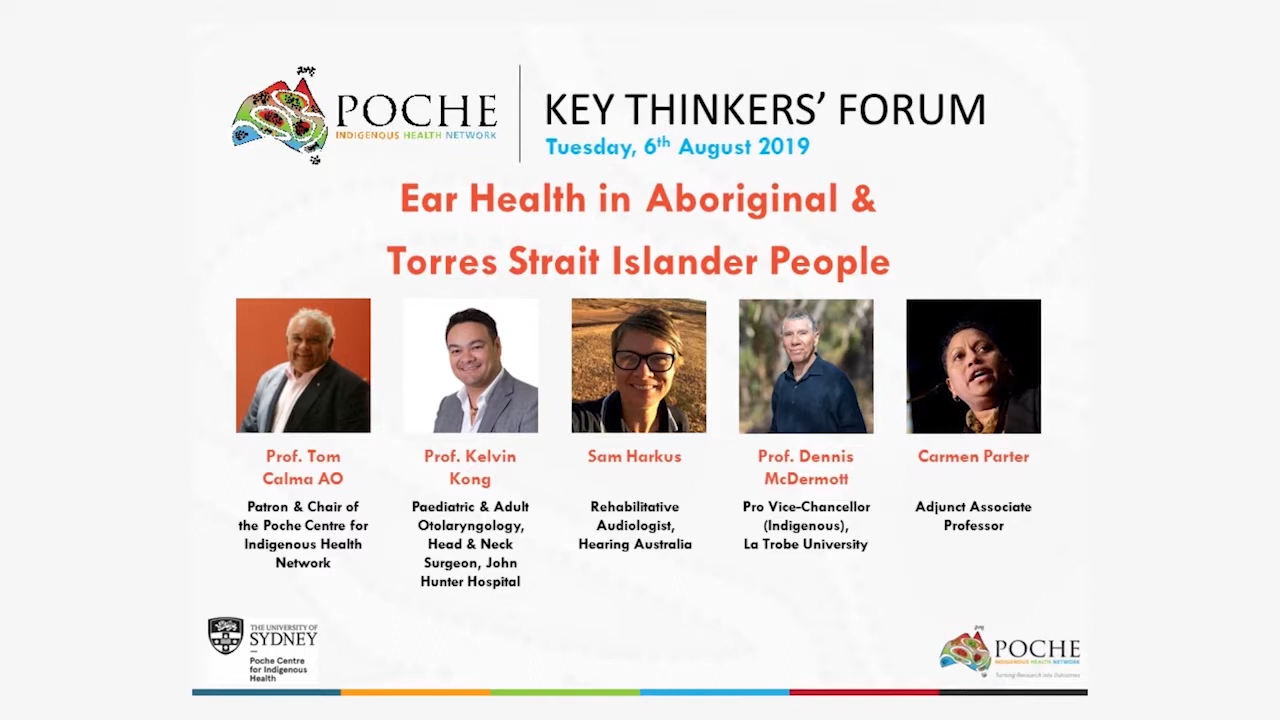 POCHE
INDIGENOUS HEALTH NETWORK
KEY THINKERS’ FORUM
Tuesday, 6th August 2019
Ear Health in Aboriginal &
Torres Strait Islander People
Prof. Tom
Calma AO
Patron & Chair of
the Poche Centre for
Indigenous Health
Network
Prof. Kelvin
Kong
Paediatric & Adult
Otolaryngology,
Head & Neck
Surgeon, John
Hunter Hospital
Sam Harkus
Rehabilitative
Audiologist,
Hearing Australia
Prof. Dennis
McDermott
Pro Vice-Chancellor
(Indigenous),
La Trobe University
Carmen Parter
Adjunct Associate
Professor
THE UNIVERSITY OF
SYDNEY
Poche Centre
for Indigenous
Health
POCHE
INDIGENOUS HEALTH NETWORK
Turning Research into Outcomes